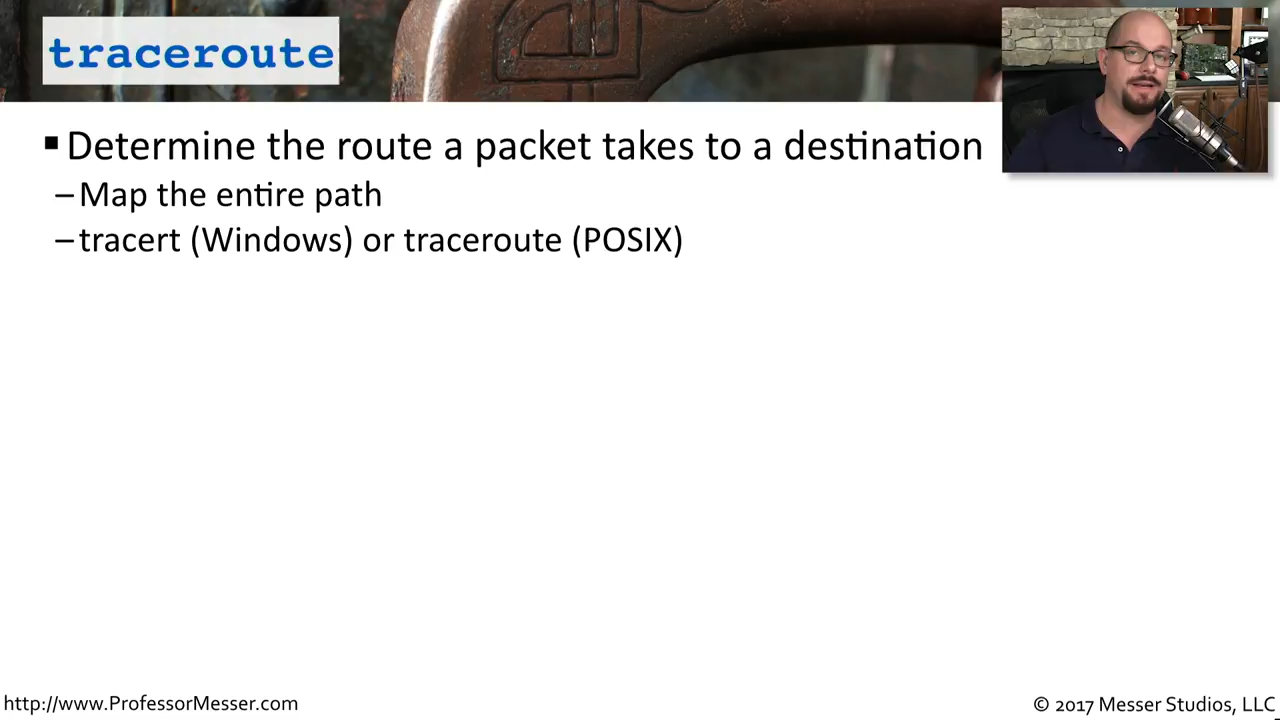 traceroute
▪ Determine the route a packet takes to a destination
– Map the entire path
– tracert (Windows) or traceroute (POSIX)
http://www.ProfessorMesser.com
© 2017 Messer Studios, LLC